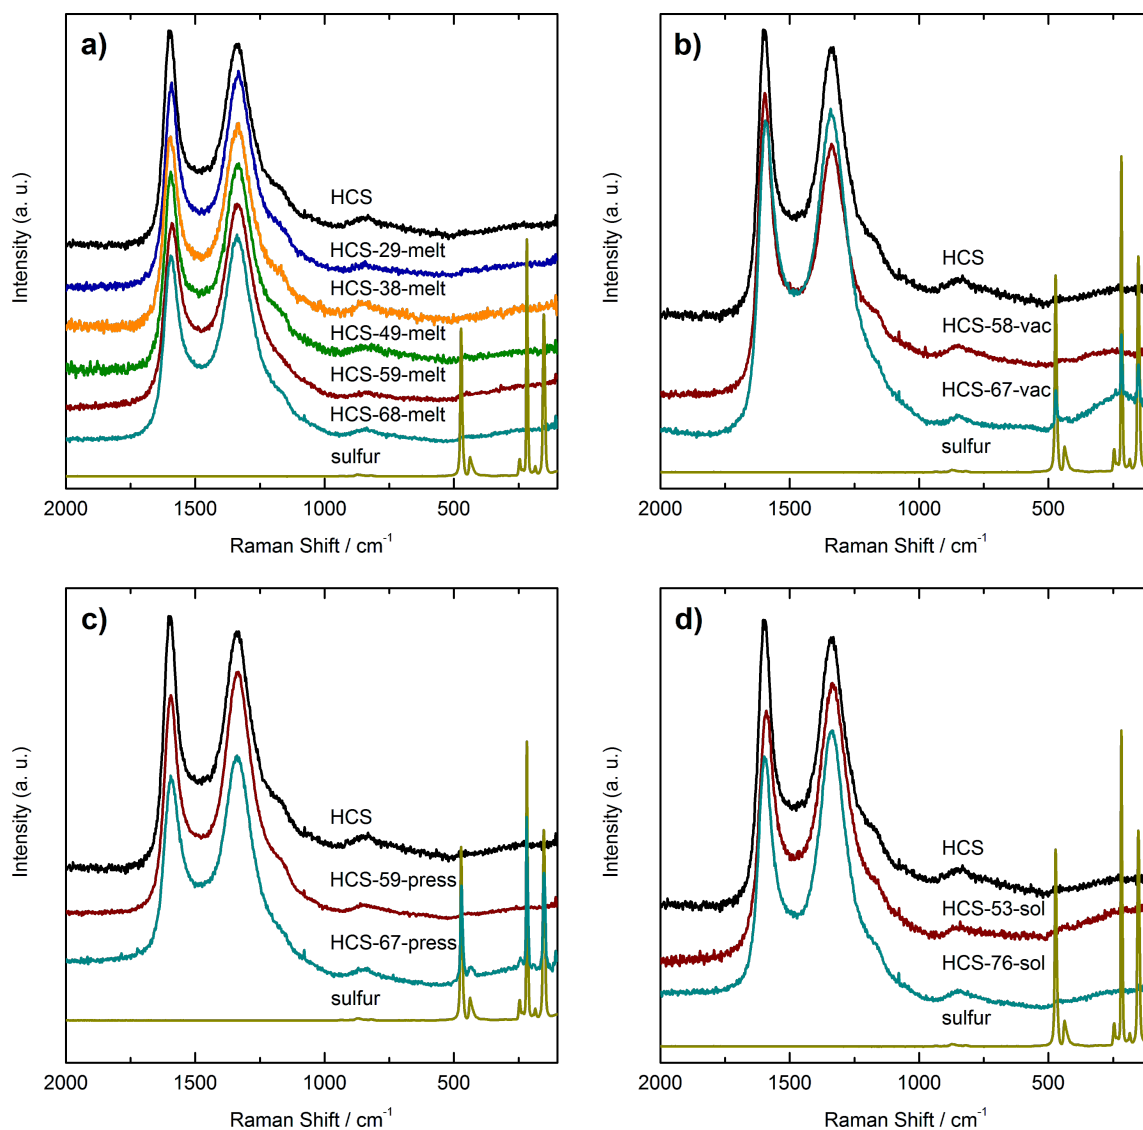 a)
HCS
HCS-29-melt
HCS-38-melt
HCS-49-melt
HCS-59-melt
HCS-68-melt
sulfur
Intensity (a. u.)
2000 1500 1000 500
Raman Shift / cm⁻¹
b)
HCS
HCS-58-vac
HCS-67-vac
sulfur
Intensity (a. u.)
2000 1500 1000 500
Raman Shift / cm⁻¹
c)
HCS
HCS-59-press
HCS-67-press
sulfur
Intensity (a. u.)
2000 1500 1000 500
Raman Shift / cm⁻¹
d)
HCS
HCS-53-sol
HCS-76-sol
sulfur
Intensity (a. u.)
2000 1500 1000 500
Raman Shift / cm⁻¹